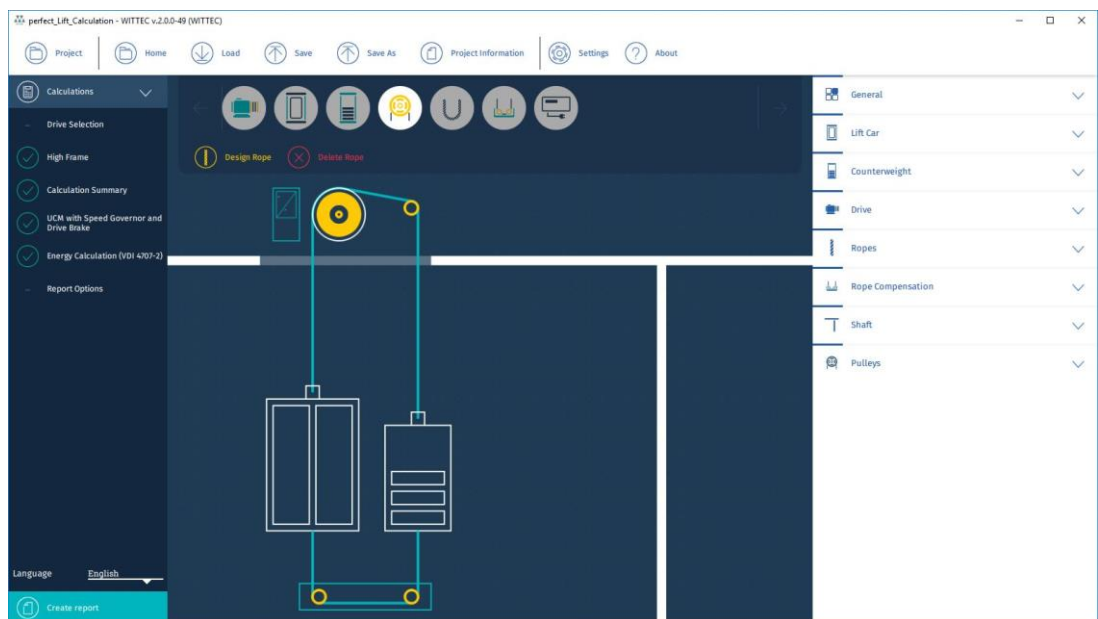 perfect_Lift_Calculation - WITTEC v.2.0.0-49 (WITTEC)
Project
Home
Load
Save
Save As
Project Information
Settings
About
Calculations
Drive Selection
High Frame
Calculation Summary
UCM with Speed Governor and
Drive Brake
Energy Calculation (VDI 4707-2)
Report Options
Language
English
Create report
Design Rope
Delete Rope
General
Lift Car
Counterweight
Drive
Ropes
Rope Compensation
Shaft
Pulleys